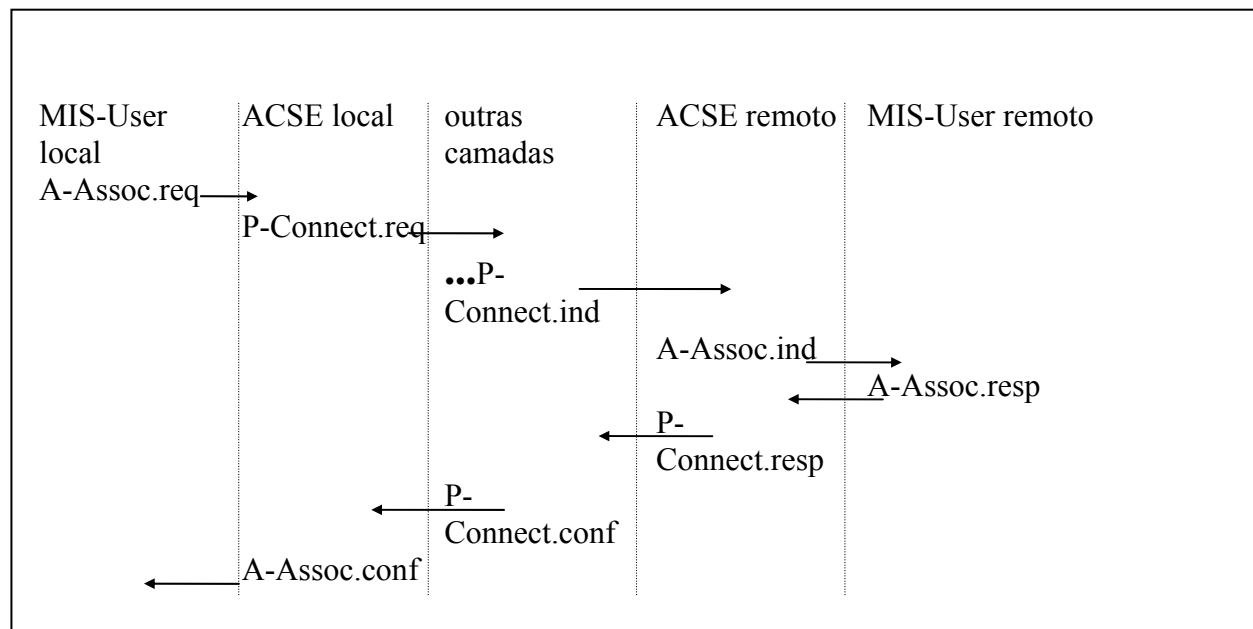 MIS-User local
ACSE local
outras camadas
ACSE remoto
MIS-User remoto
A-Assoc.req
P-Connect.req
...P-
Connect.ind
A-Assoc.ind
A-Assoc.resp
P-
Connect.resp
P-
Connect.conf
A-Assoc.conf